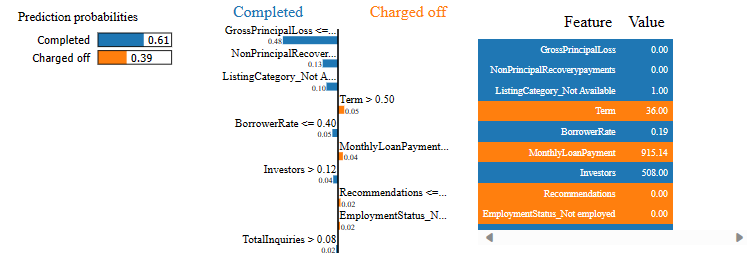 Prediction probabilities
Completed 0.61
Charged off 0.39
Completed Charged off
GrossPrincipalLoss <=...
0.48
NonPrincipalRecover...
0.13
ListingCategory_Not A...
0.10
Term > 0.50
0.05
BorrowerRate <= 0.40
0.05
MonthlyLoanPayment...
0.04
Investors > 0.12
0.04
Recommendations <=...
0.02
EmploymentStatus_N...
0.02
TotalInquiries > 0.08
0.02
Feature Value
GrossPrincipalLoss 0.00
NonPrincipalRecoverypayments 0.00
ListingCategory_Not Available 1.00
Term 36.00
BorrowerRate 0.19
MonthlyLoanPayment 915.14
Investors 508.00
Recommendations 0.00
EmploymentStatus_Not employed 0.00